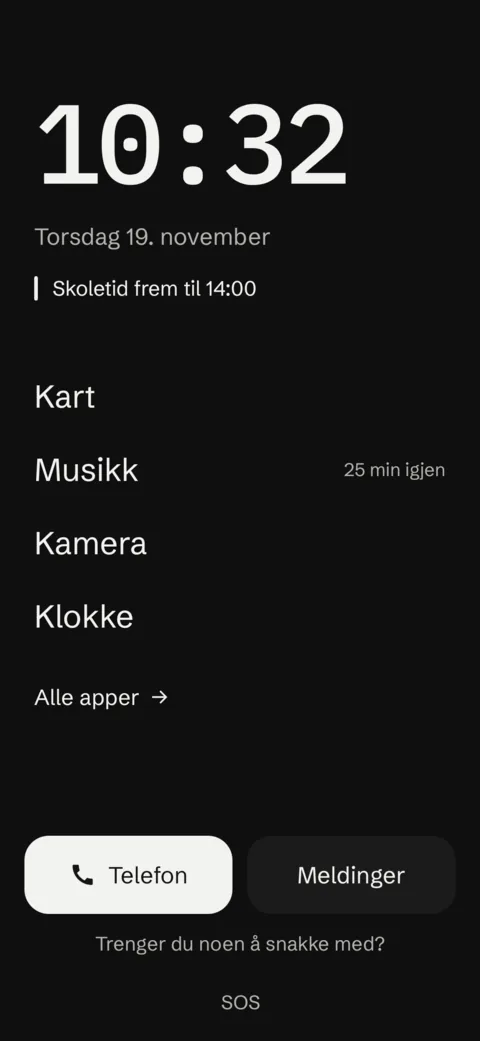 10:32
Torsdag 19. november
Skoletid frem til 14:00
Kart
Musikk 25 min igjen
Kamera
Klokke
Alle apper →
Telefon Meldinger
Trenger du noen å snakke med?
SOS